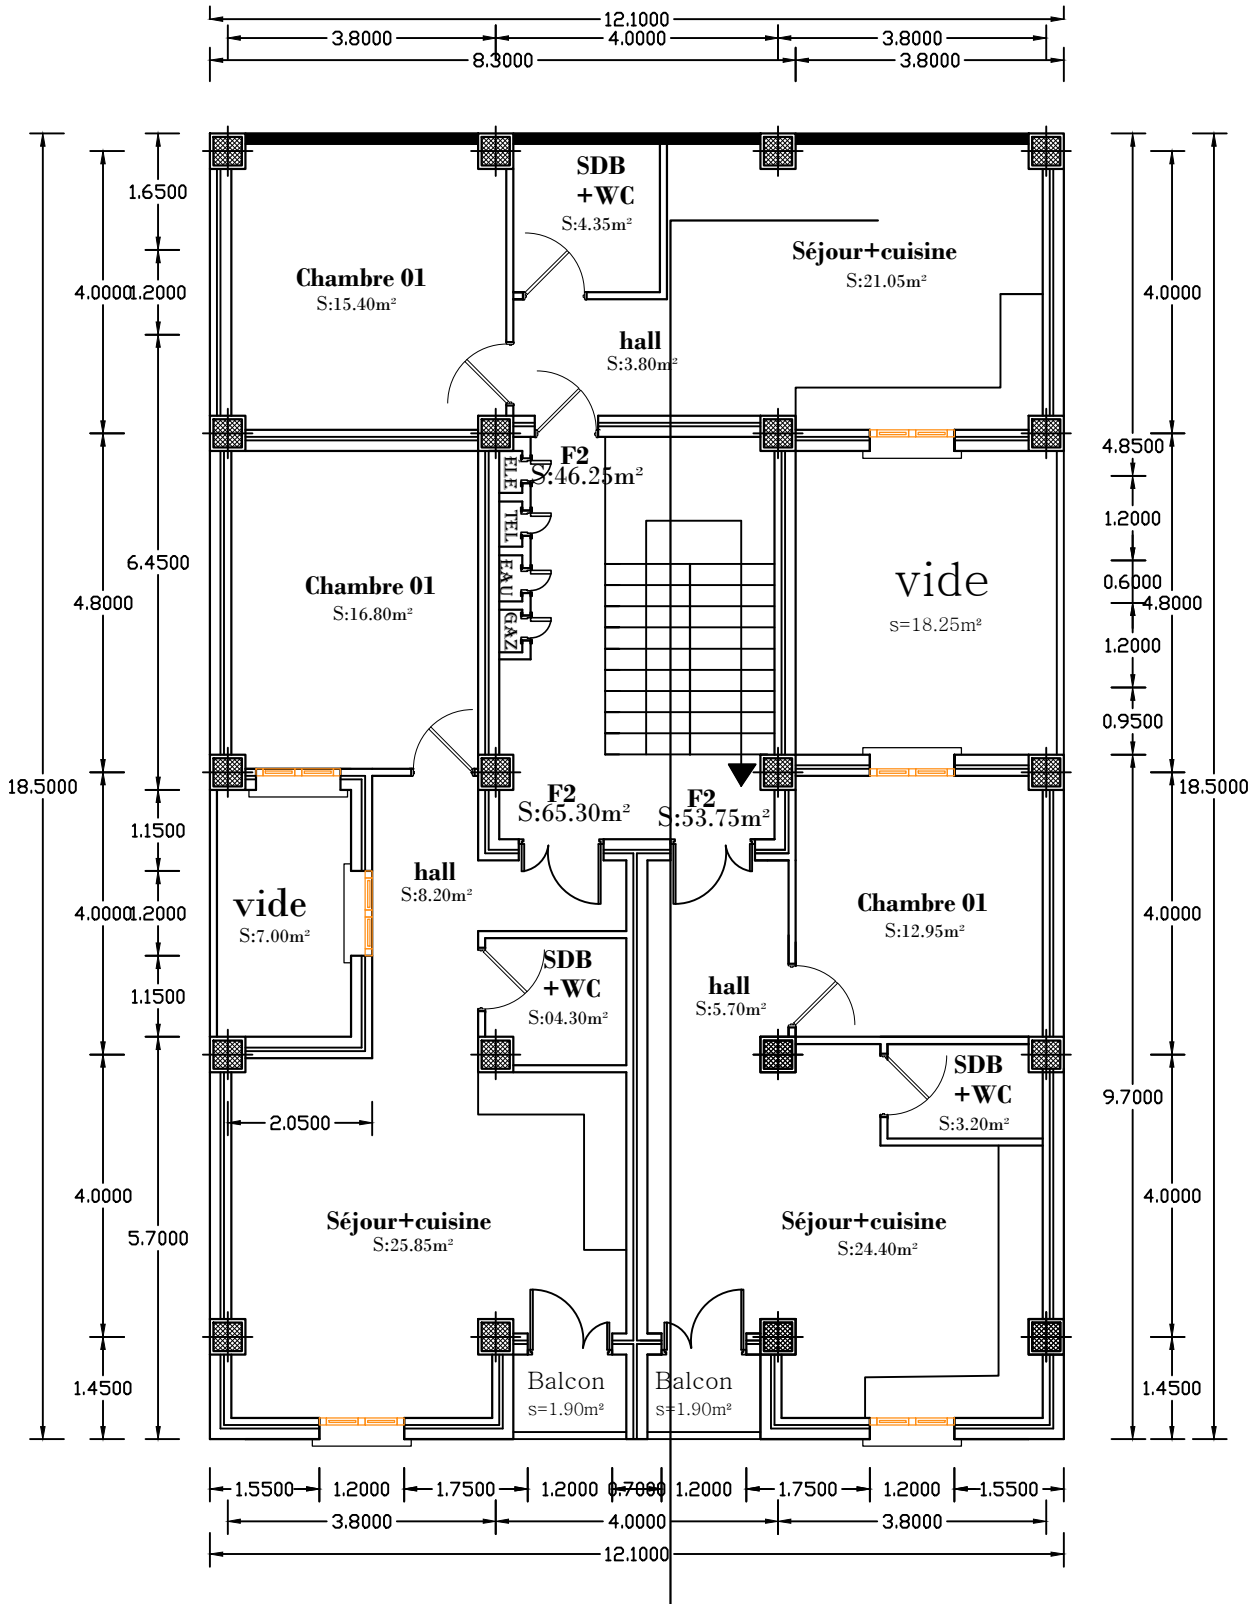 12.1000
3.8000
4.0000
3.8000
8.3000
3.8000
1.6500
4.0000
1.2000
6.4500
4.8000
18.5000
1.1500
4.0000
1.2000
1.1500
2.0500
4.0000
5.7000
1.4500
SDB
+WC
S:4.35m²
Séjour+cuisine
S:21.05m²
Chambre 01
S:15.40m²
hall
S:3.80m²
F2
S:46.25m²
ELE
TEL
EAU
GAZ
Chambre 01
S:16.80m²
vide
s=18.25m²
F2
S:65.30m²
F2
S:53.75m²
hall
S:8.20m²
vide
S:7.00m²
Chambre 01
S:12.95m²
SDB
+WC
S:04.30m²
hall
S:5.70m²
SDB
+WC
S:3.20m²
Séjour+cuisine
S:25.85m²
Séjour+cuisine
S:24.40m²
Balcon
s=1.90m²
Balcon
s=1.90m²
4.0000
4.8500
1.2000
0.6000
4.8000
1.2000
0.9500
18.5000
4.0000
9.7000
4.0000
1.4500
1.5500
1.2000
1.7500
1.2000
0.7000
1.2000
1.7500
1.2000
1.5500
3.8000
4.0000
3.8000
12.1000